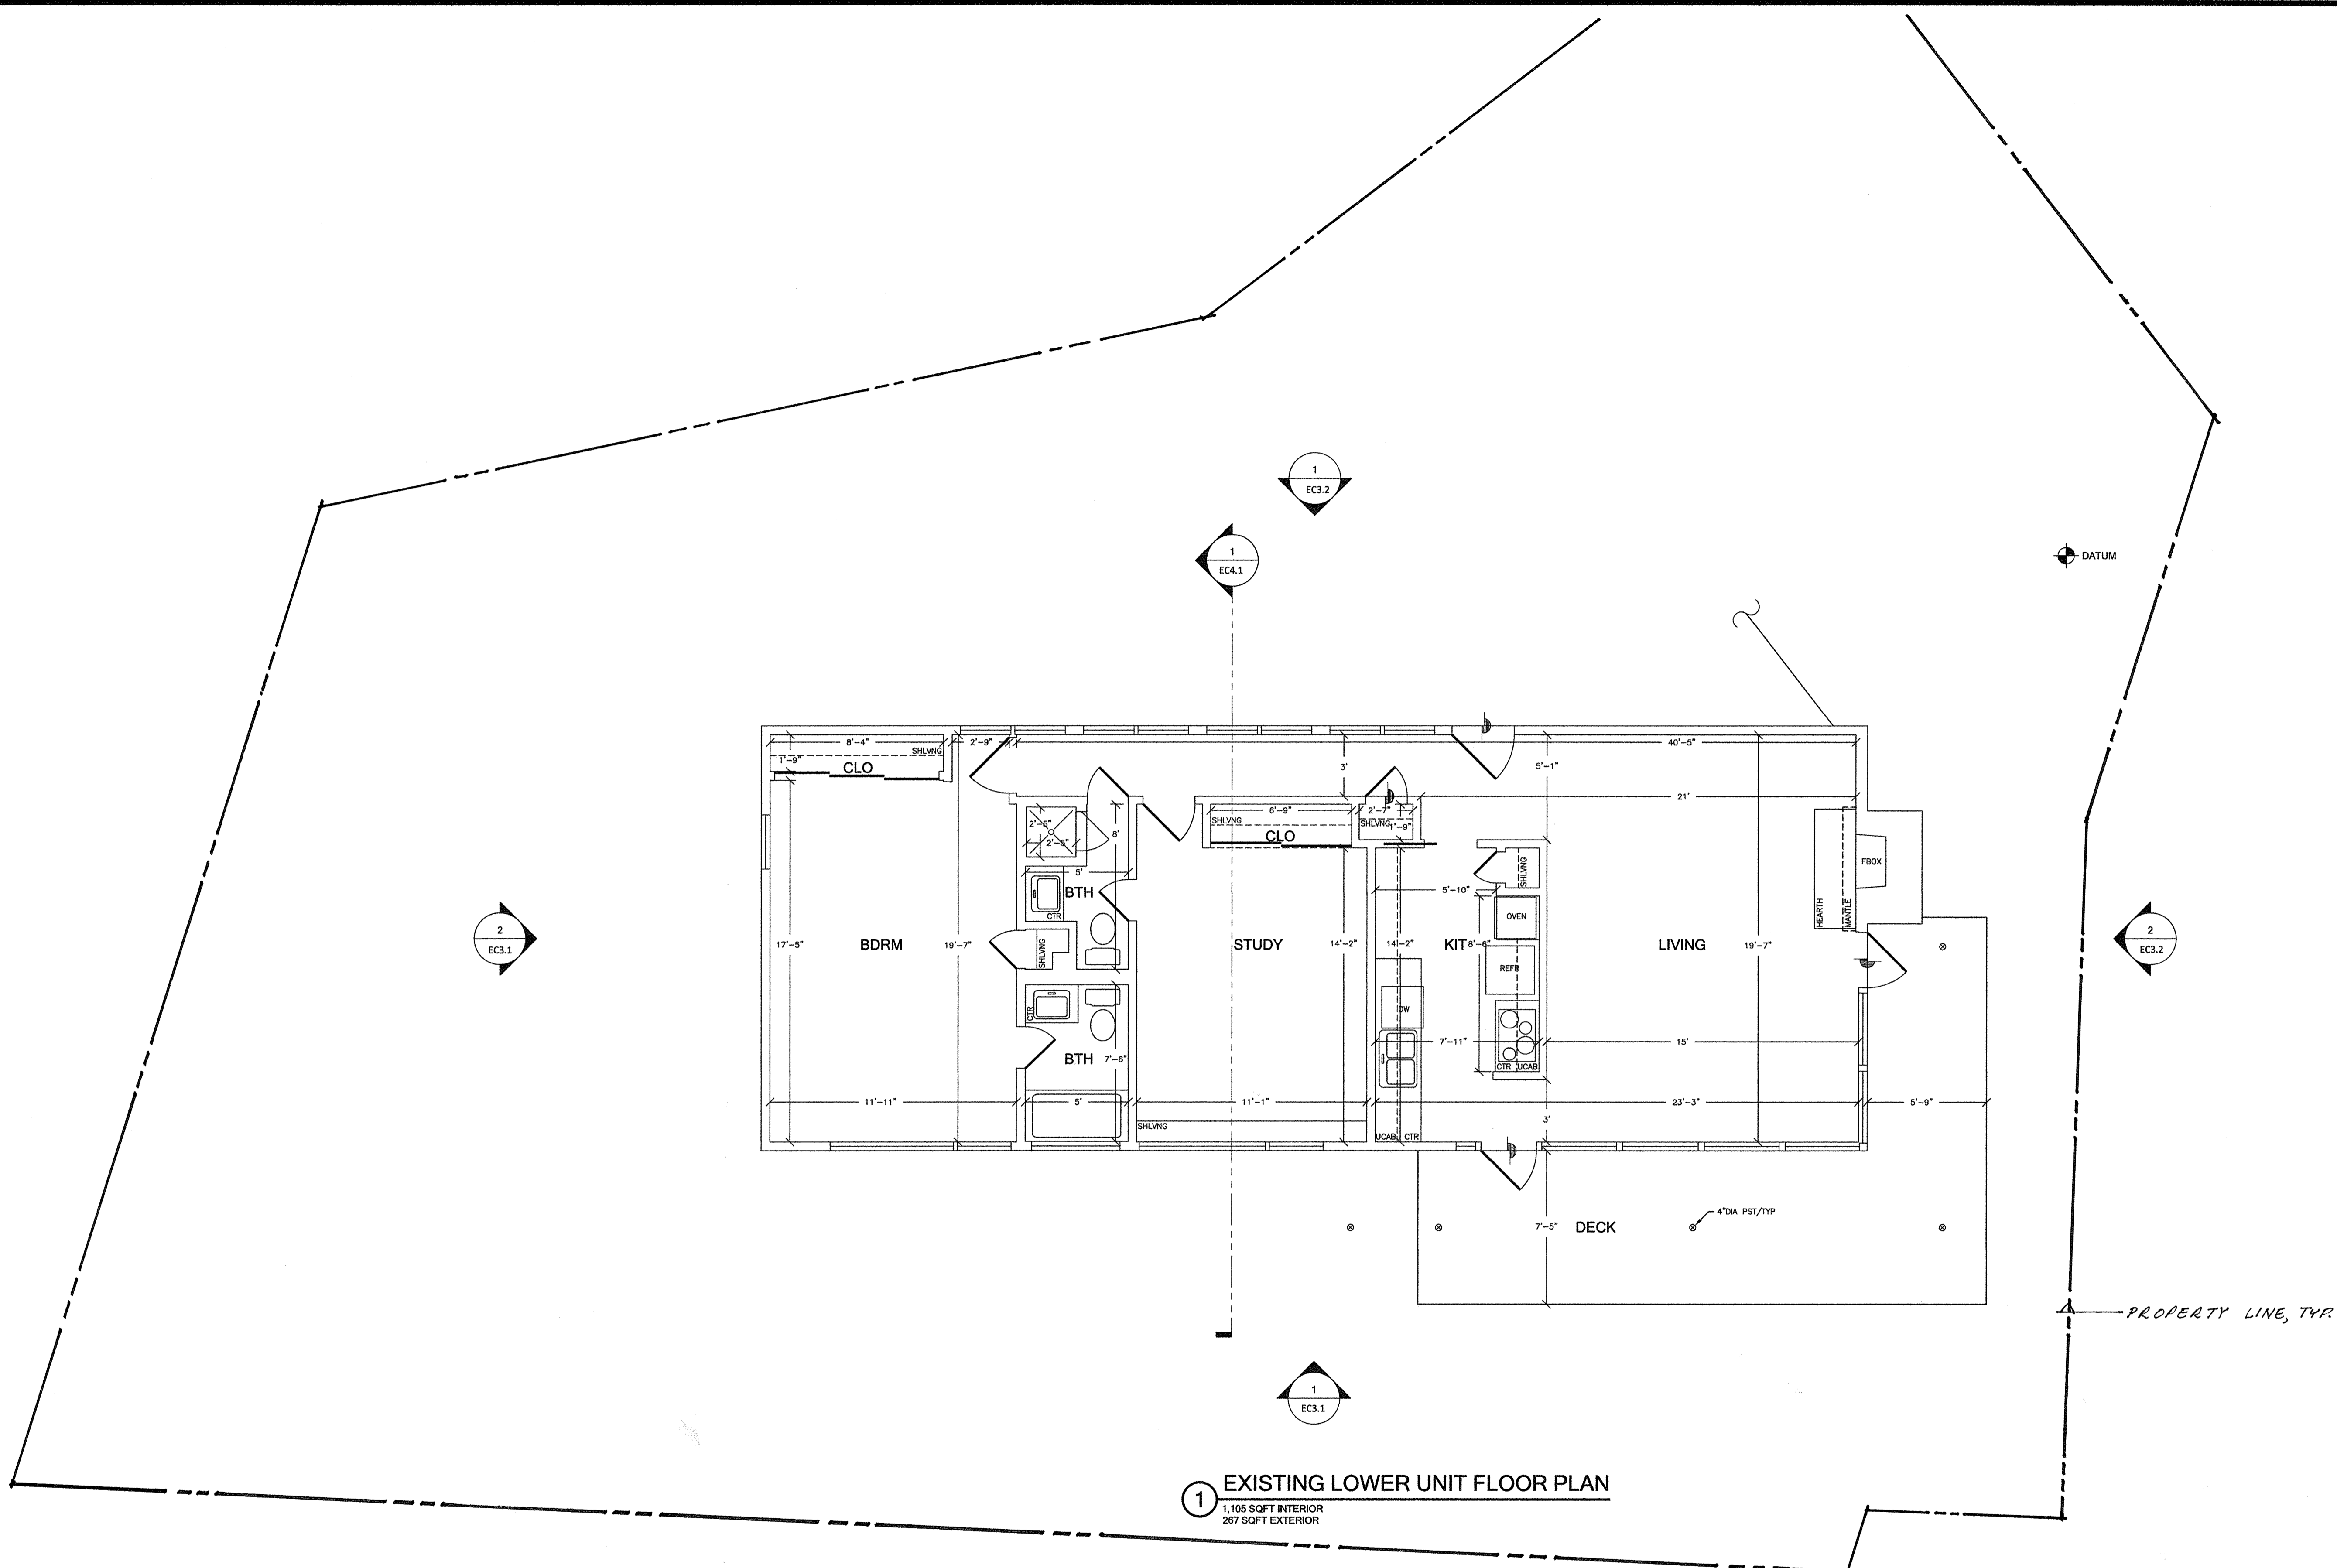 1
EC3.2
1
EC4.1
DATUM
8'-4"
SHLVNG
2'-9"
40'-5"
1'-9"
CLO
3'
5'-1"
21'
6'-9"
2'-7"
SHLVNG
SHLVNG
1'-9"
CLO
2'-5"
2'-5"
8'
5'
BTH
CTR
SHLVNG
5'-10"
SHLVNG
OVEN
FBOX
HEARTH
MANTLE
2
EC3.1
17'-5"
BDRM
19'-7"
STUDY
14'-2"
14'-2"
KIT
8'-6"
REFR
LIVING
19'-7"
2
EC3.2
CTR
DW
BTH
7'-6"
7'-11"
15'
CTR
UCAB
11'-11"
5'
11'-1"
23'-3"
5'-9"
SHLVNG
UCAB
CTR
3'
4"DIA PST/TYP
7'-5"
DECK
PROPERTY LINE, TYP.
1
EC3.1
1
EXISTING LOWER UNIT FLOOR PLAN
1,105 SQFT INTERIOR
267 SQFT EXTERIOR